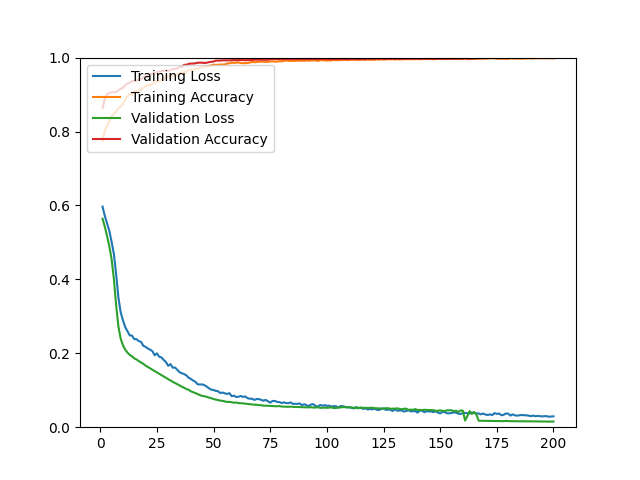 1.0
0.8
0.6
0.4
0.2
0.0
Training Loss
Training Accuracy
Validation Loss
Validation Accuracy
0 25 50 75 100 125 150 175 200